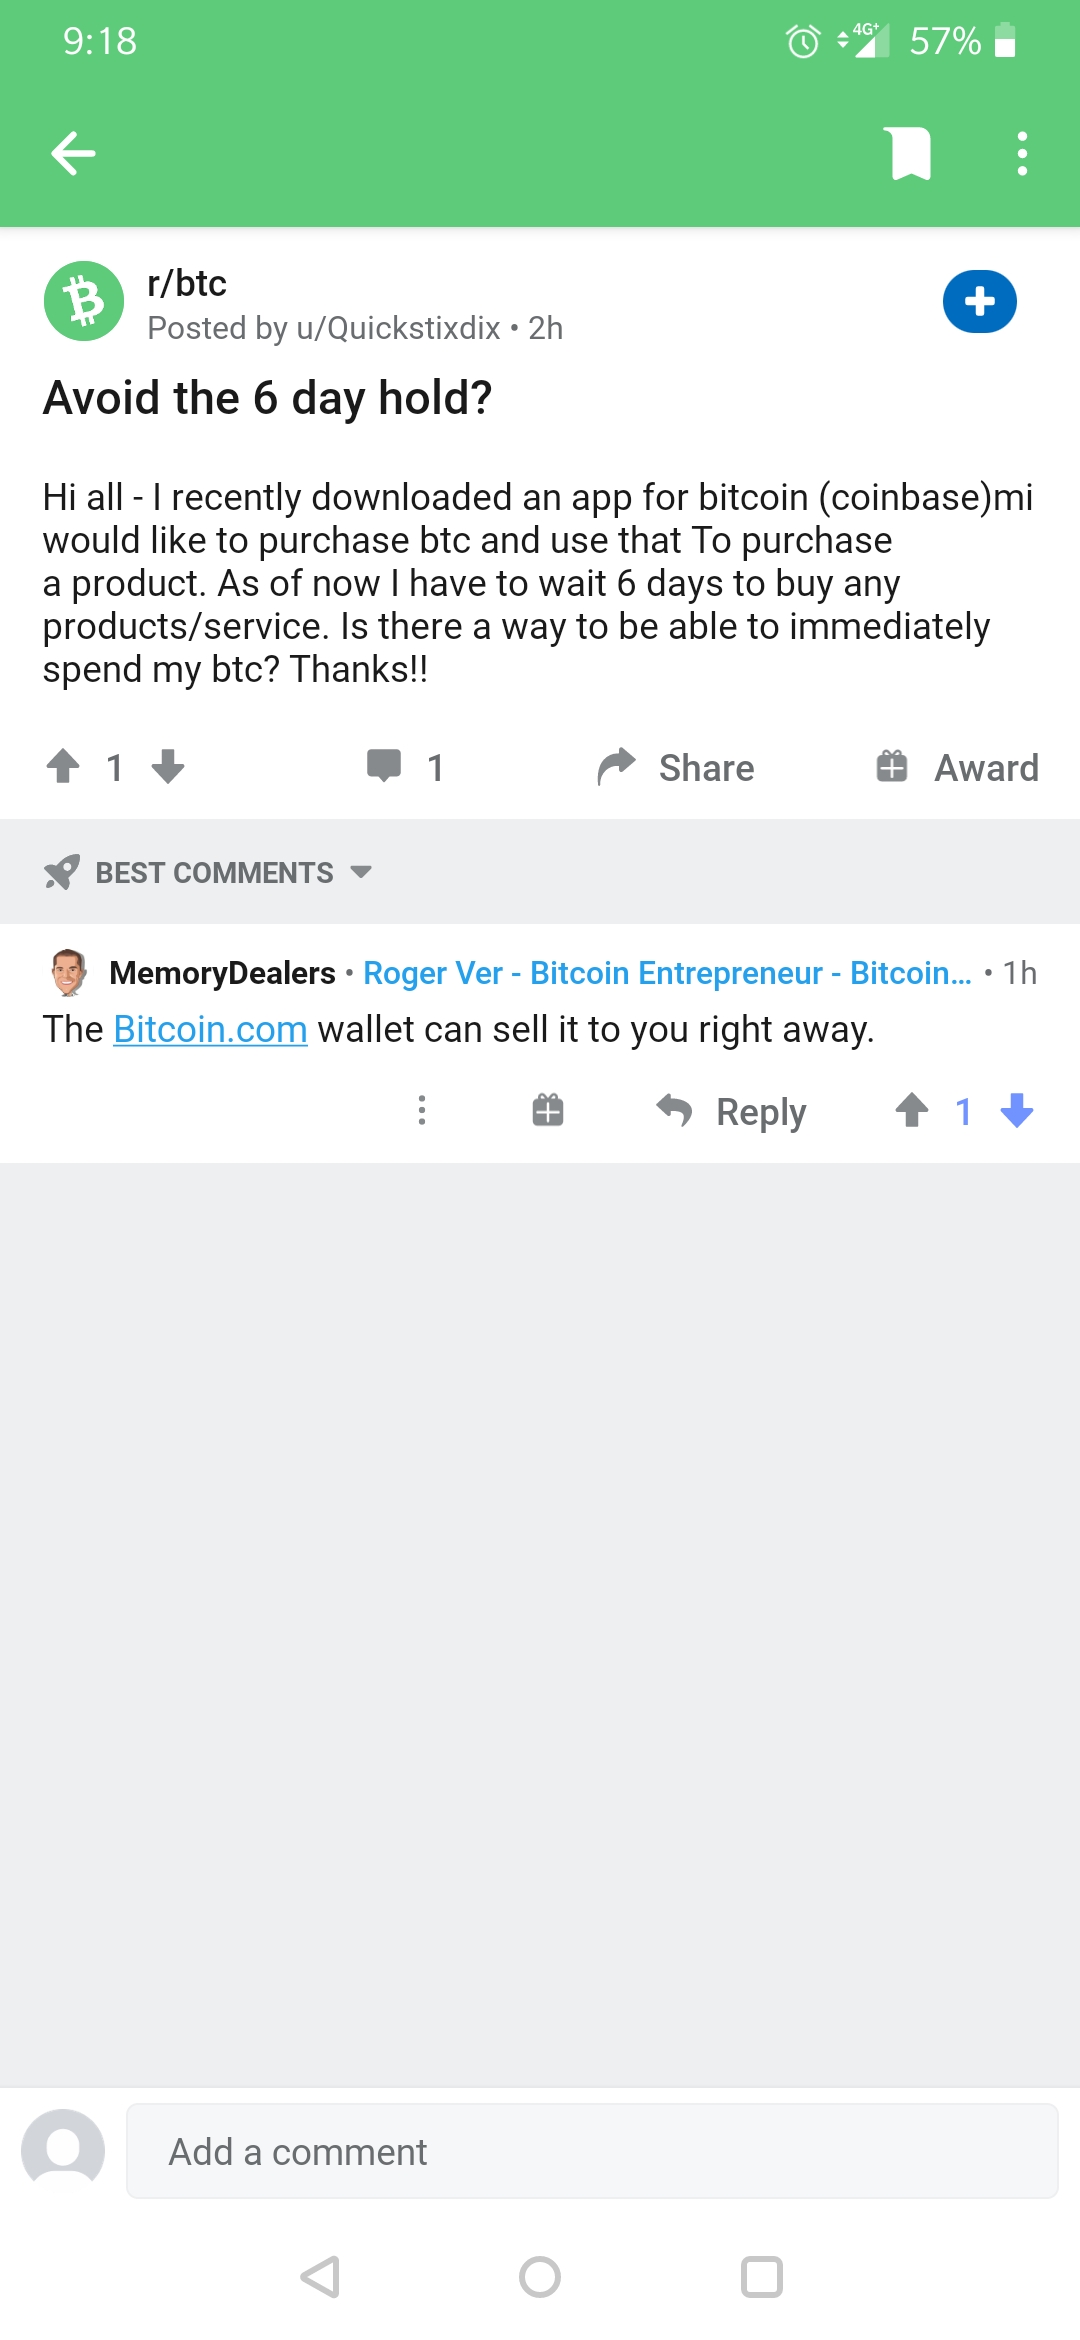 9:18
4G+ 57%
r/btc
Posted by u/Quickstixdix • 2h
Avoid the 6 day hold?
Hi all - I recently downloaded an app for bitcoin (coinbase)mi
would like to purchase btc and use that To purchase
a product. As of now I have to wait 6 days to buy any
products/service. Is there a way to be able to immediately
spend my btc? Thanks!!
1 1 Share Award
BEST COMMENTS
MemoryDealers • Roger Ver - Bitcoin Entrepreneur - Bitcoin... • 1h
The Bitcoin.com wallet can sell it to you right away.
Reply 1
Add a comment